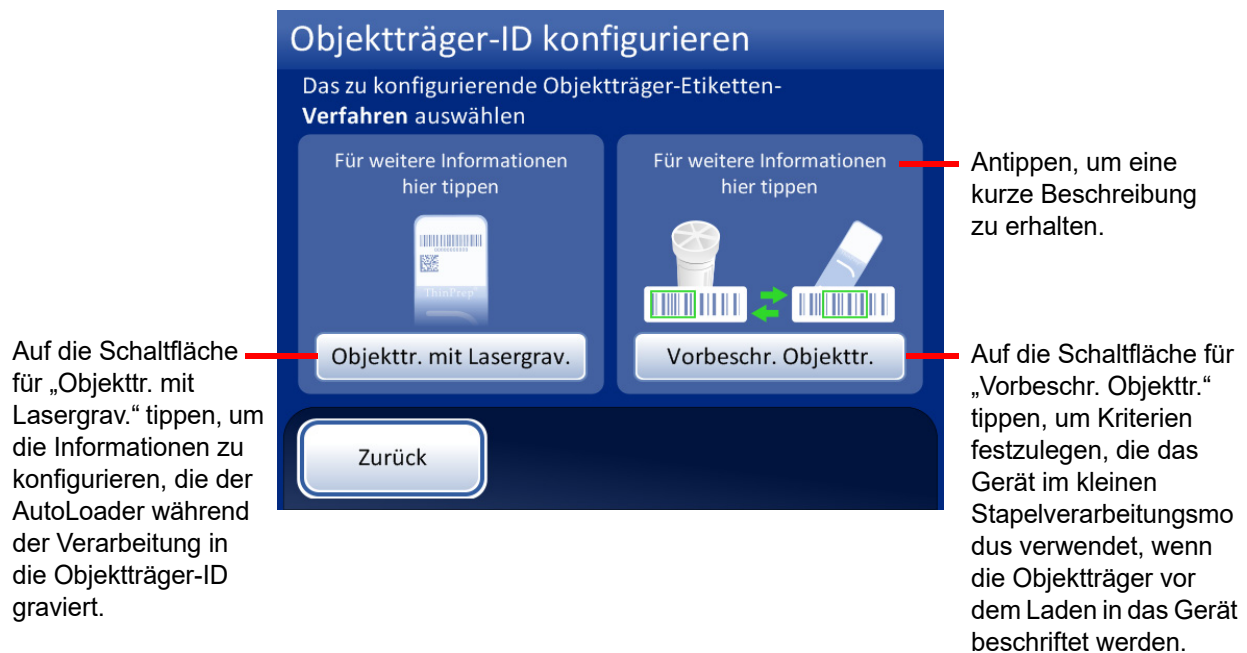 Objektträger-ID konfigurieren
Das zu konfigurierende Objektträger-Etiketten-
Verfahren auswählen
Für weitere Informationen
hier tippen
ThinPrep®
Objekttr. mit Lasergrav.
Für weitere Informationen
hier tippen
Vorbeschr. Objekttr.
Zurück
Auf die Schaltfläche
für „Objekttr. mit
Lasergrav.“ tippen, um
die Informationen zu
konfigurieren, die der
AutoLoader während
der Verarbeitung in
die Objektträger-ID
graviert.
Antippen, um eine
kurze Beschreibung
zu erhalten.
Auf die Schaltfläche für
„Vorbeschr. Objekttr.“
tippen, um Kriterien
festzulegen, die das
Gerät im kleinen
Stapelverarbeitungsmo
dus verwendet, wenn
die Objektträger vor
dem Laden in das Gerät
beschriftet werden.